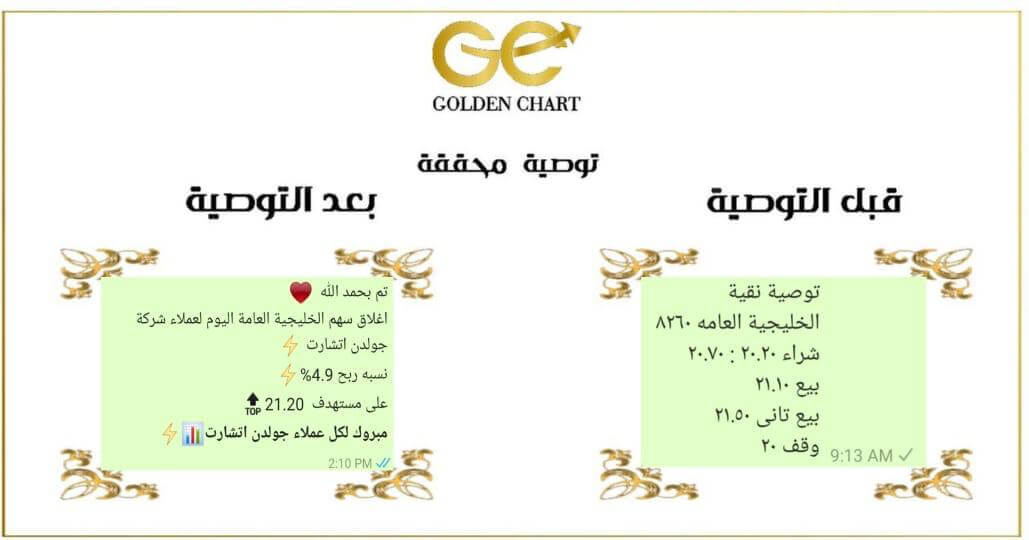 GOLDEN CHART
توصية محققة
قبل التوصية
توصية نقية
الخليجية العامه ٨٢٦٠
شراء ٢٠.٢٠ : ٢٠.٧٠
بيع ٢١.١٠
بيع تانى ٢١.٥٠
وقف ٢٠
9:13 AM
بعد التوصية
تم بحمد الله ♥️
اغلاق سهم الخليجية العامة اليوم لعملاء شركة
جولدن اتشارت ⚡
نسبه ربح 4.9%⚡
على مستهدف 21.20 🔝
مبروك لكل عملاء جولدن اتشارت📊⚡
2:10 PM